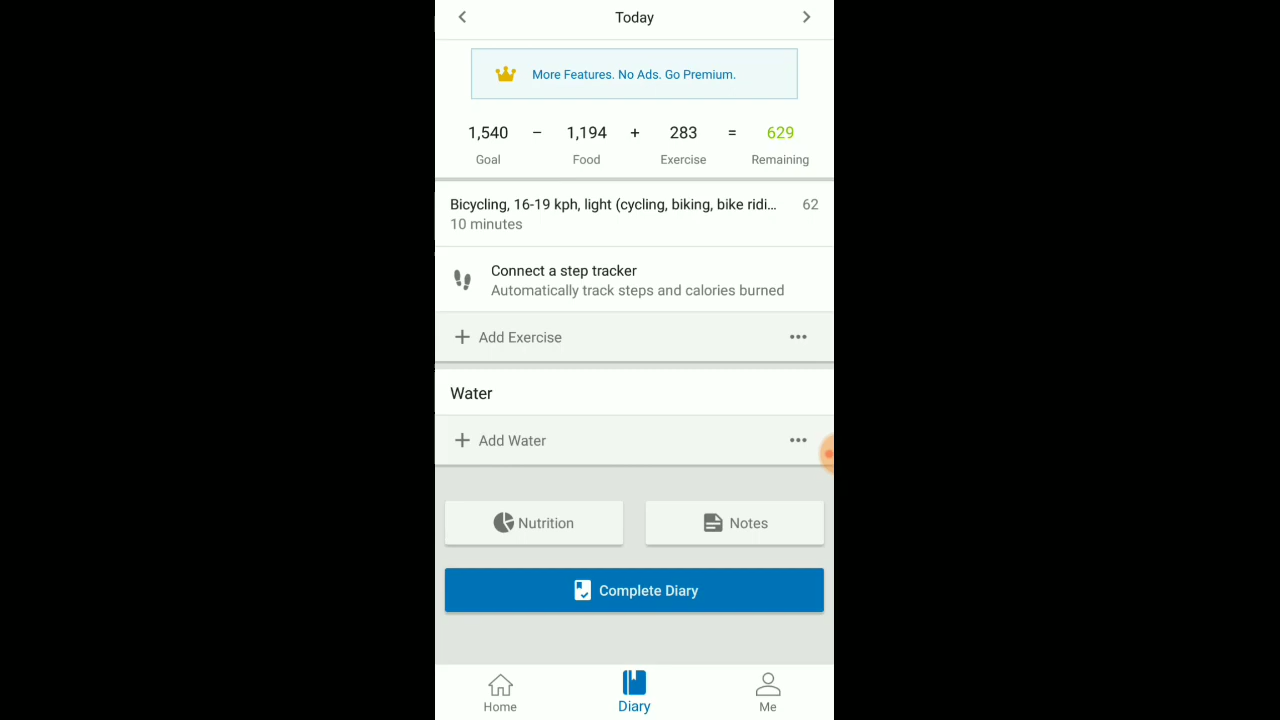 Today
More Features. No Ads. Go Premium.
1,540 − 1,194 + 283 = 629
Goal Food Exercise Remaining
Bicycling, 16-19 kph, light (cycling, biking, bike ridi... 62
10 minutes
Connect a step tracker
Automatically track steps and calories burned
Add Exercise
Water
Add Water
Nutrition Notes
Complete Diary
Home Diary Me